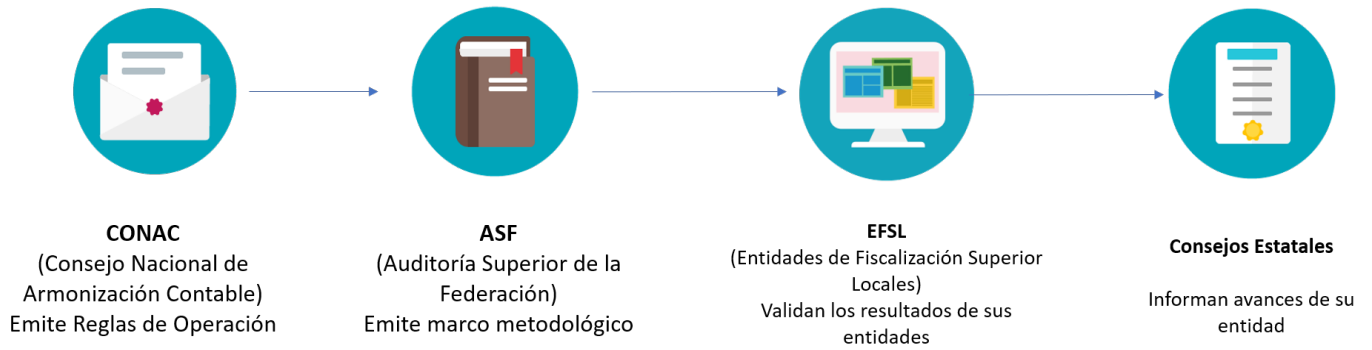 CONAC
(Consejo Nacional de
Armonización Contable)
Emite Reglas de Operación
ASF
(Auditoría Superior de la
Federación)
Emite marco metodológico
EFSL
(Entidades de Fiscalización Superior
Locales)
Validan los resultados de sus
entidades
Consejos Estatales
Informan avances de su
entidad